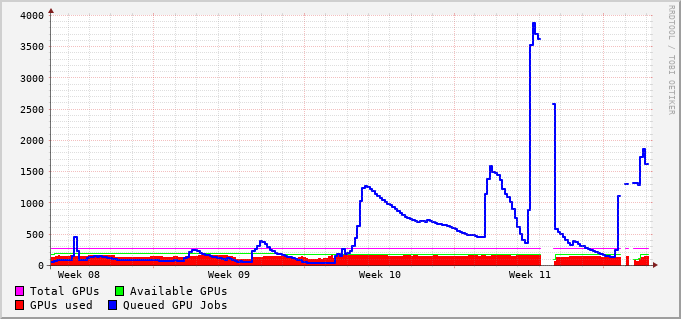 RRDTOOL / TOBI OETIKER
4000
3500
3000
2500
2000
1500
1000
500
0
Week 08 Week 09 Week 10 Week 11
Total GPUs Available GPUs
GPUs used Queued GPU Jobs